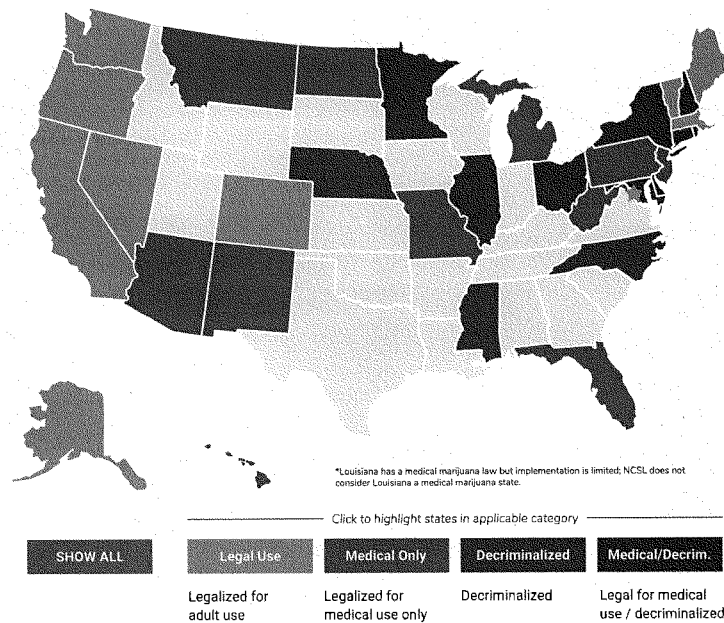 *Louisiana has a medical marijuana law but implementation is limited; NCSL does not
consider Louisiana a medical marijuana state.
Click to highlight states in applicable category
SHOW ALL
Legal Use
Medical Only
Decriminalized
Medical/Decrim.
Legalized for
adult use
Legalized for
medical use only
Decriminalized
Legal for medical
use / decriminalized